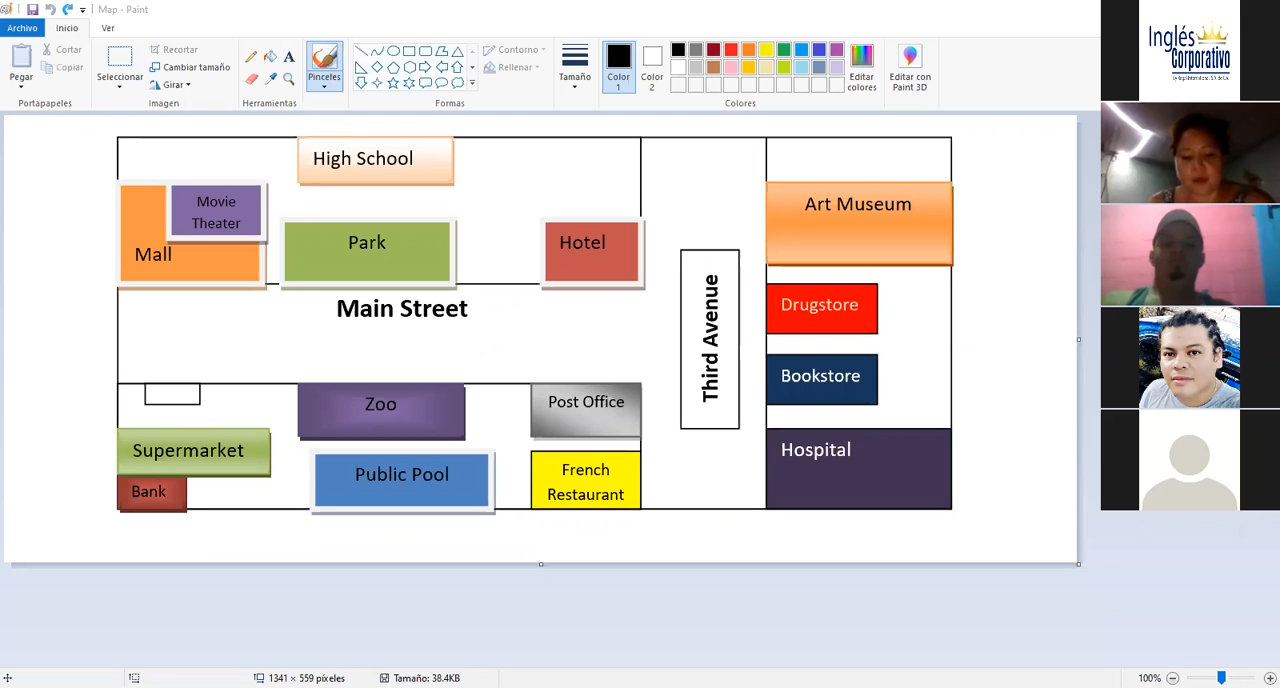 Map - Paint
Archivo Inicio Ver
Pegar
Cortar
Copiar
Portapapeles
Seleccionar
Recortar
Cambiar tamaño
Girar
Imagen
A
Herramientas
Pinceles
Contorno
Rellenar
Formas
Tamaño
Color
1
Color
2
Editar
colores
Colores
Editar con
Paint 3D
Inglés
Corporativo
High School
Movie
Theater
Mall
Park
Hotel
Art Museum
Main Street
Third Avenue
Drugstore
Bookstore
Zoo
Post Office
Supermarket
Bank
Public Pool
French
Restaurant
Hospital
1341 × 559 píxeles
Tamaño: 38.4KB
100%